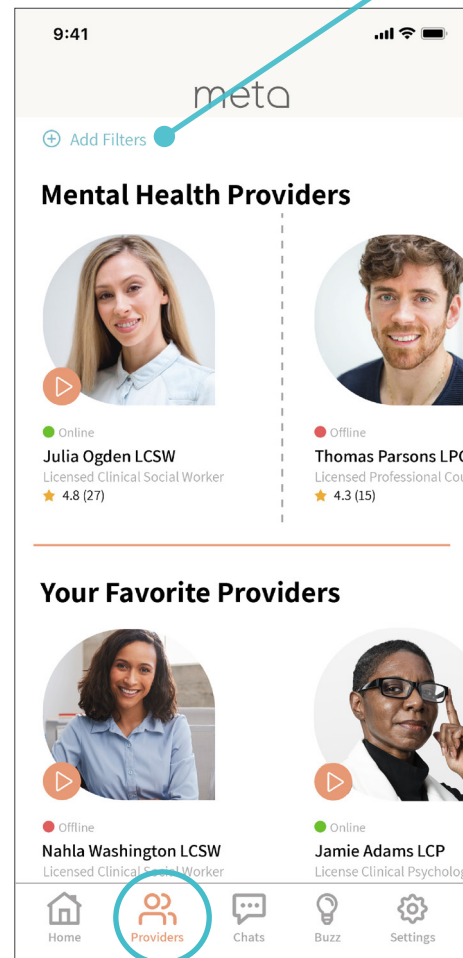 9:41
meta
Add Filters
Mental Health Providers
Online
Julia Ogden LCSW
Licensed Clinical Social Worker
4.8 (27)
Offline
Thomas Parsons LPC
Licensed Professional Cou
4.3 (15)
Your Favorite Providers
Offline
Nahla Washington LCSW
Licensed Clinical Social Worker
Online
Jamie Adams LCP
License Clinical Psycholog
Home
Providers
Chats
Buzz
Settings